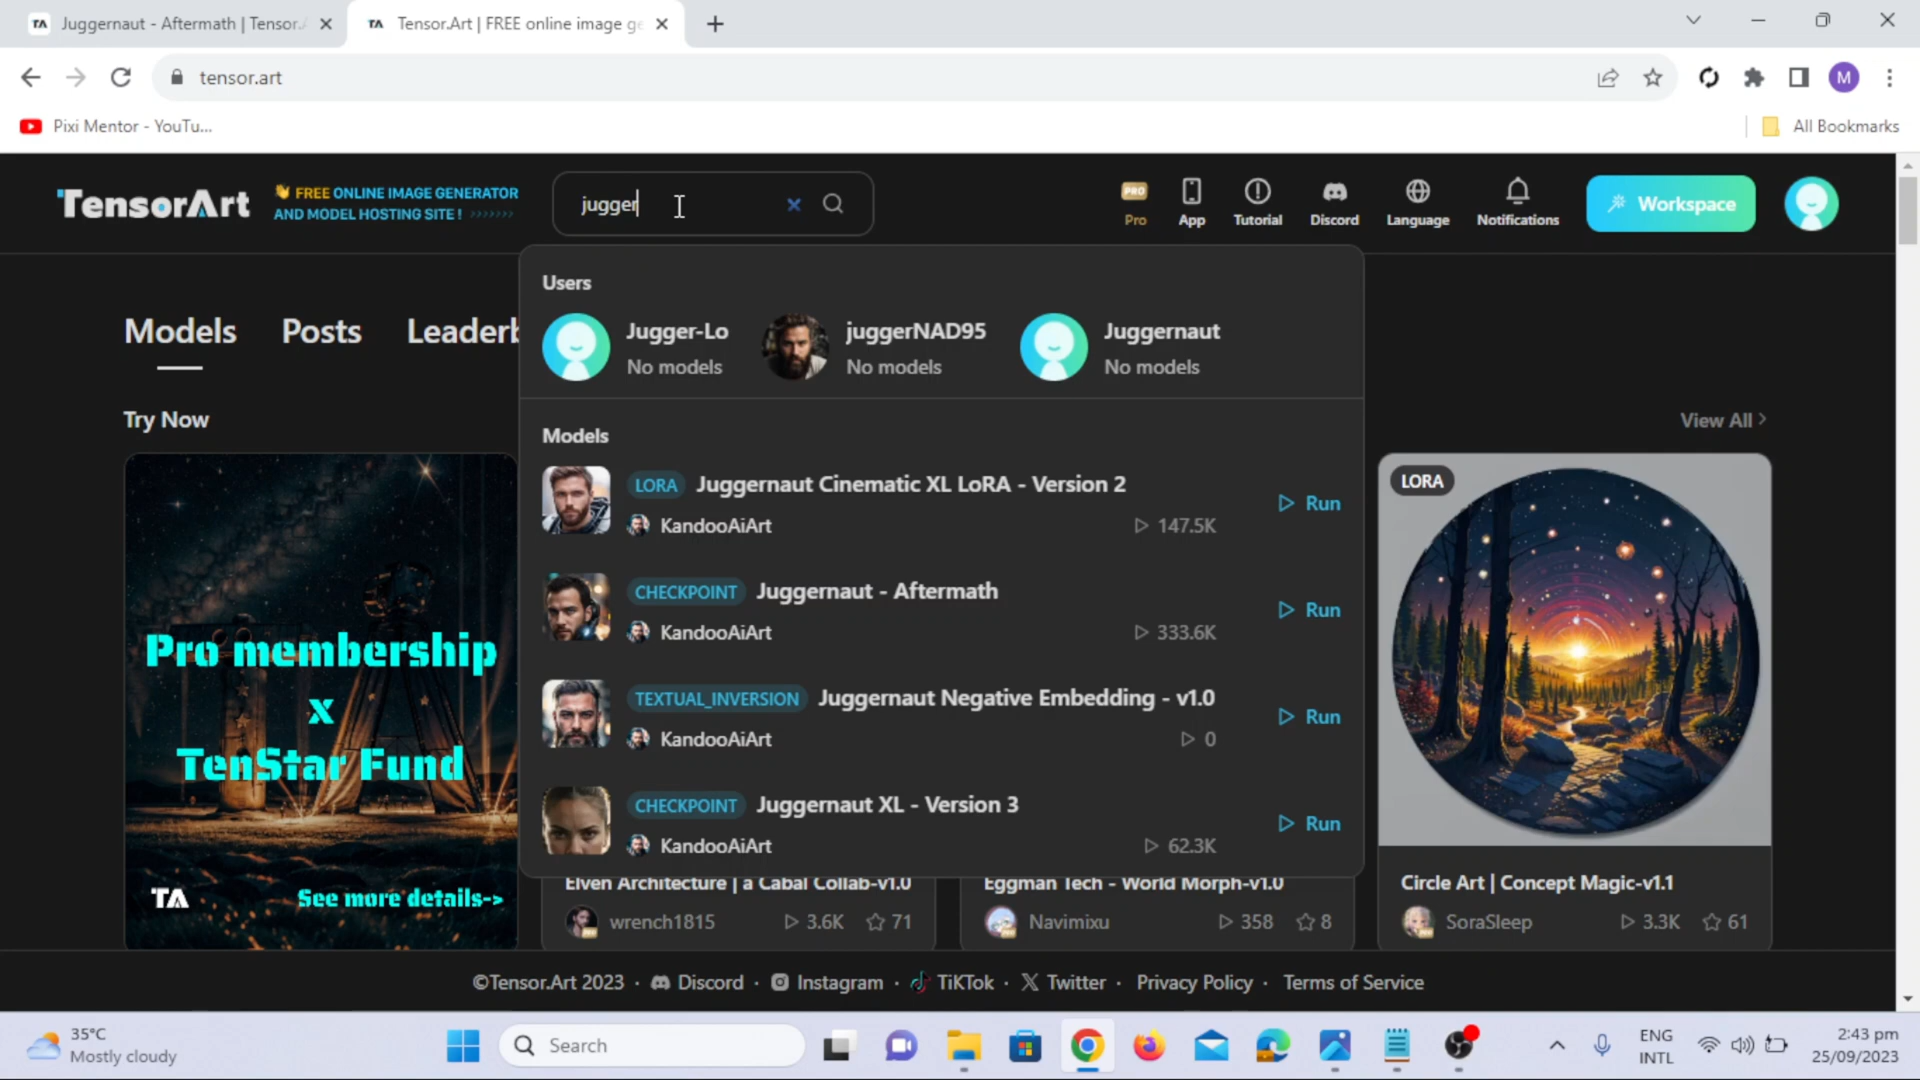 Juggernaut - Aftermath | Tensor.
Tensor.Art | FREE online image ge
tensor.art
M
Pixi Mentor - YouTu...
All Bookmarks
TensorArt
FREE ONLINE IMAGE GENERATOR
AND MODEL HOSTING SITE !
jugger
PRO
Pro
App
Tutorial
Discord
Language
Notifications
Workspace
Users
Jugger-Lo
No models
juggerNAD95
No models
Juggernaut
No models
Models
Posts
Leaderb
Try Now
View All
Models
LORA Juggernaut Cinematic XL LoRA - Version 2
KandooAiArt
147.5K
Run
CHECKPOINT Juggernaut - Aftermath
KandooAiArt
333.6K
Run
TEXTUAL_INVERSION Juggernaut Negative Embedding - v1.0
KandooAiArt
0
Run
CHECKPOINT Juggernaut XL - Version 3
KandooAiArt
62.3K
Run
Pro membership
x
TenStar Fund
TA
See more details->
LORA
Elven Architecture | a Cabal Collab-v1.0
wrench1815
3.6K
71
Eggman Tech - World Morph-v1.0
Navimixu
358
8
Circle Art | Concept Magic-v1.1
SoraSleep
3.3K
61
©Tensor.Art 2023 · Discord · Instagram · TiKTok · Twitter · Privacy Policy · Terms of Service
35°C
Mostly cloudy
Search
ENG
INTL
2:43 pm
25/09/2023